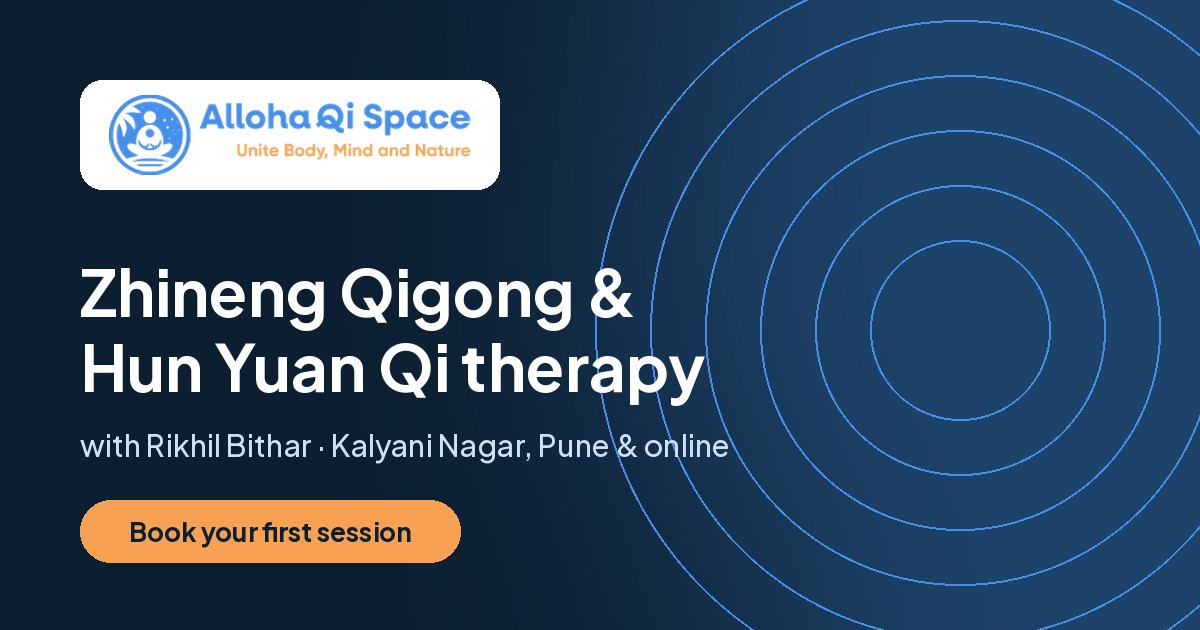 Alloha Qi Space
Unite Body, Mind and Nature
Zhineng Qigong &
Hun Yuan Qi therapy
with Rikhil Bithar · Kalyani Nagar, Pune & online
Book your first session